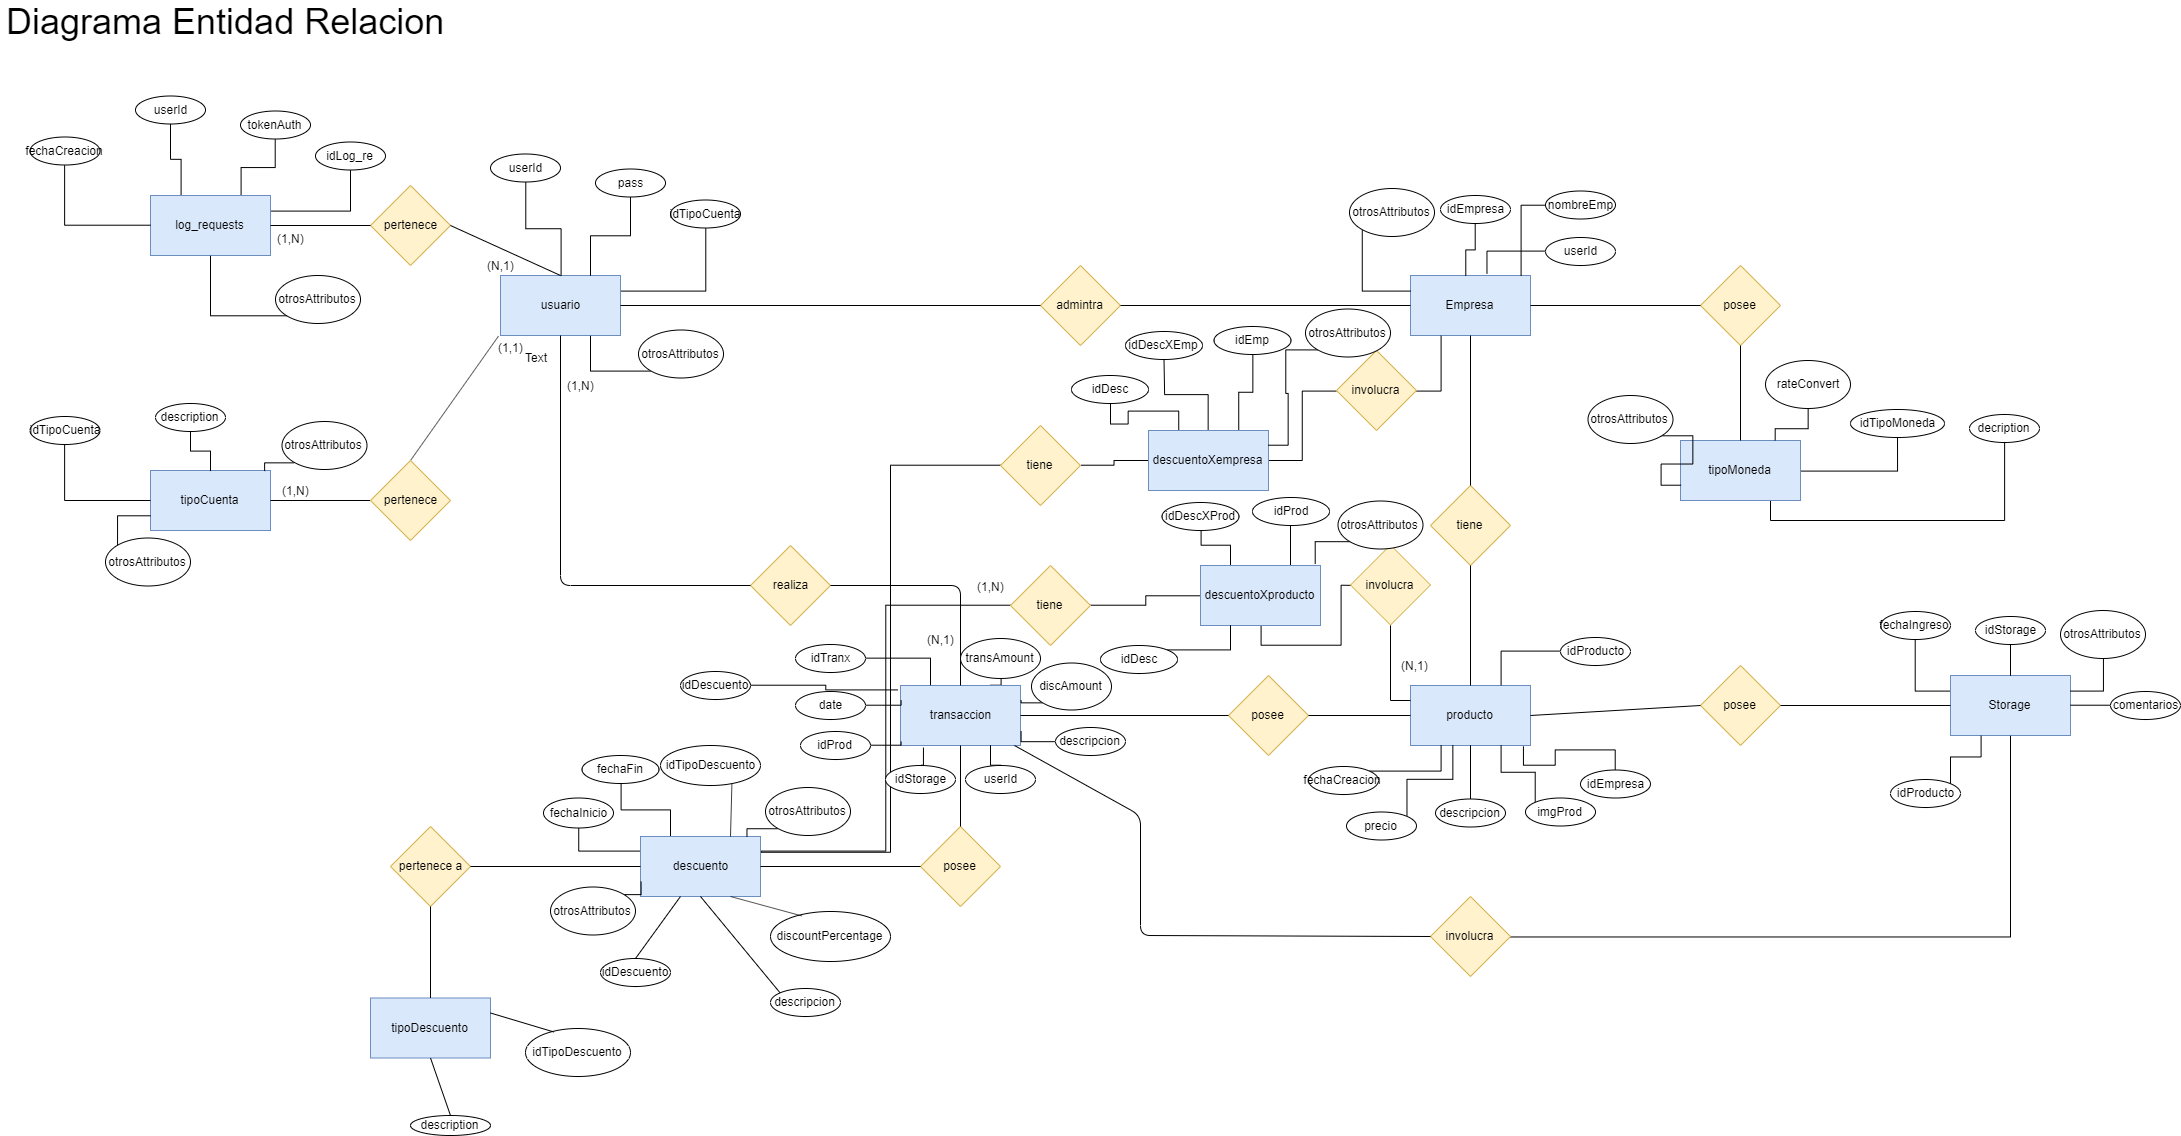 Diagrama Entidad Relacion
userId
tokenAuth
fechaCreacion
idLog_re
userId
pass
idTipoCuenta
log_requests
(1,N)
pertenece
otrosAttributos
(N,1)
usuario
admintra
otrosAttributos
idEmpresa
nombreEmp
userId
Empresa
posee
(1,1)
Text
otrosAttributos
(1,N)
idDescXEmp
idEmp
otrosAttributos
idDesc
involucra
rateConvert
otrosAttributos
idTipoMoneda
decription
idTipoCuenta
description
otrosAttributos
tipoCuenta
(1,N)
pertenece
otrosAttributos
tiene
descuentoXempresa
tipoMoneda
idDescXProd
idProd
otrosAttributos
tiene
realiza
(1,N)
tiene
descuentoXproducto
involucra
(N,1)
idTranx
transAmount
idDesc
(N,1)
idProducto
fechaIngreso
idStorage
otrosAttributos
idDescuento
discAmount
date
transaccion
posee
producto
posee
Storage
comentarios
idProd
descripcion
idStorage
userId
fechaCreacion
idEmpresa
idProducto
precio
descripcion
imgProd
fechaFin
idTipoDescuento
fechaInicio
otrosAttributos
pertenece a
descuento
posee
otrosAttributos
discountPercentage
involucra
idDescuento
descripcion
tipoDescuento
idTipoDescuento
description